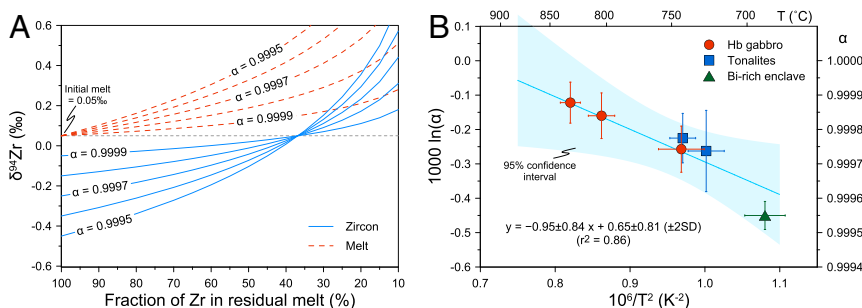 A
0.6
0.4
0.2
0.0
-0.2
-0.4
-0.6
δ⁹⁴Zr (‰)
α = 0.9995
α = 0.9997
α = 0.9999
Initial melt
= 0.05‰
α = 0.9999
α = 0.9997
α = 0.9995
Zircon
Melt
100 90 80 70 60 50 40 30 20 10
Fraction of Zr in residual melt (%)
B
900 850 800 750 700 T (°C)
Hb gabbro
Tonalites
Bi-rich enclave
0.1
0.0
-0.1
-0.2
-0.3
-0.4
-0.5
0.6
1000 ln(α)
α
1.0000
0.9999
0.9998
0.9997
0.9996
0.9995
0.9994
95% confidence
interval
y = −0.95±0.84 x + 0.65±0.81 (±2SD)
(r² = 0.86)
0.7 0.8 0.9 1.0 1.1
10⁶/T² (K⁻²)